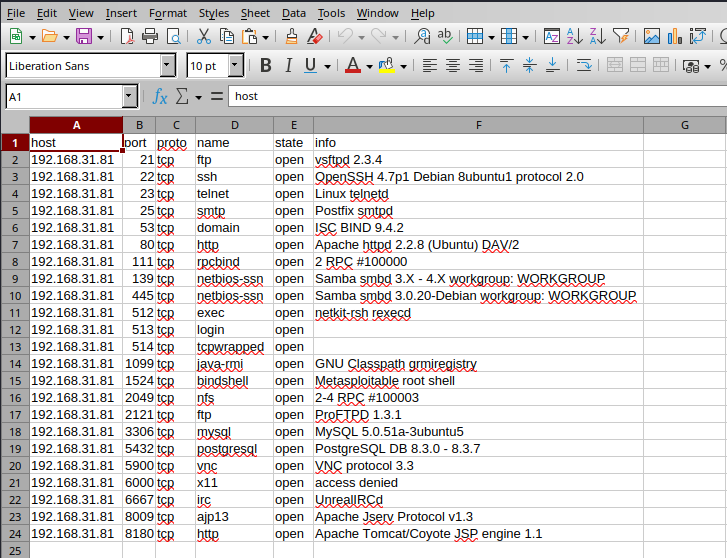 File Edit View Insert Format Styles Sheet Data Tools Window Help
Liberation Sans 10 pt B I U A
A1 fx Σ = host
A B C D E F G
1 host port proto name state info
2 192.168.31.81 21 tcp ftp open vsftpd 2.3.4
3 192.168.31.81 22 tcp ssh open OpenSSH 4.7p1 Debian 8ubuntu1 protocol 2.0
4 192.168.31.81 23 tcp telnet open Linux telnetd
5 192.168.31.81 25 tcp smtp open Postfix smtpd
6 192.168.31.81 53 tcp domain open ISC BIND 9.4.2
7 192.168.31.81 80 tcp http open Apache httpd 2.2.8 (Ubuntu) DAV/2
8 192.168.31.81 111 tcp rpcbind open 2 RPC #100000
9 192.168.31.81 139 tcp netbios-ssn open Samba smbd 3.X - 4.X workgroup: WORKGROUP
10 192.168.31.81 445 tcp netbios-ssn open Samba smbd 3.0.20-Debian workgroup: WORKGROUP
11 192.168.31.81 512 tcp exec open netkit-rsh rexecd
12 192.168.31.81 513 tcp login open
13 192.168.31.81 514 tcp tcpwrapped open
14 192.168.31.81 1099 tcp java-rmi open GNU Classpath grmiregistry
15 192.168.31.81 1524 tcp bindshell open Metasploitable root shell
16 192.168.31.81 2049 tcp nfs open 2-4 RPC #100003
17 192.168.31.81 2121 tcp ftp open ProFTPD 1.3.1
18 192.168.31.81 3306 tcp mysql open MySQL 5.0.51a-3ubuntu5
19 192.168.31.81 5432 tcp postgresql open PostgreSQL DB 8.3.0 - 8.3.7
20 192.168.31.81 5900 tcp vnc open VNC protocol 3.3
21 192.168.31.81 6000 tcp x11 open access denied
22 192.168.31.81 6667 tcp irc open UnrealIRCd
23 192.168.31.81 8009 tcp ajp13 open Apache Jserv Protocol v1.3
24 192.168.31.81 8180 tcp http open Apache Tomcat/Coyote JSP engine 1.1
25